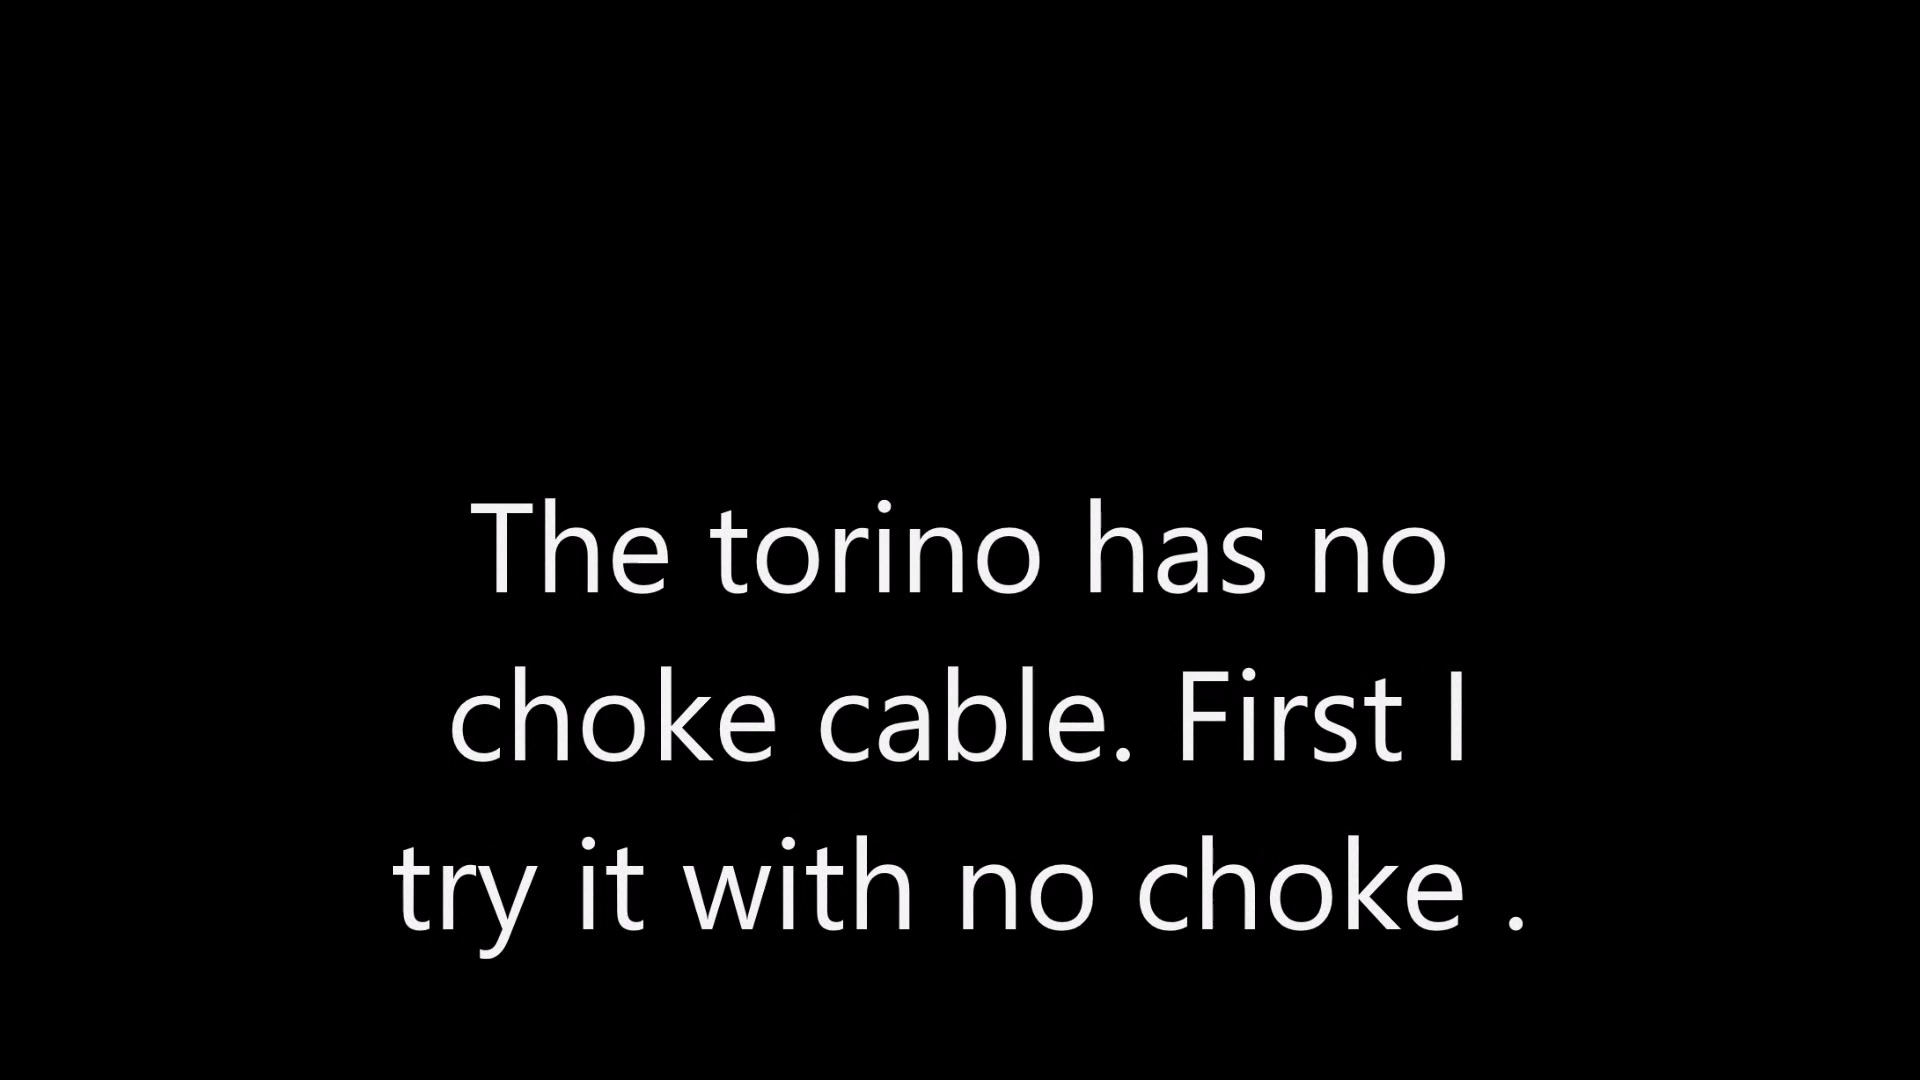 The torino has no
choke cable. First I
try it with no choke .